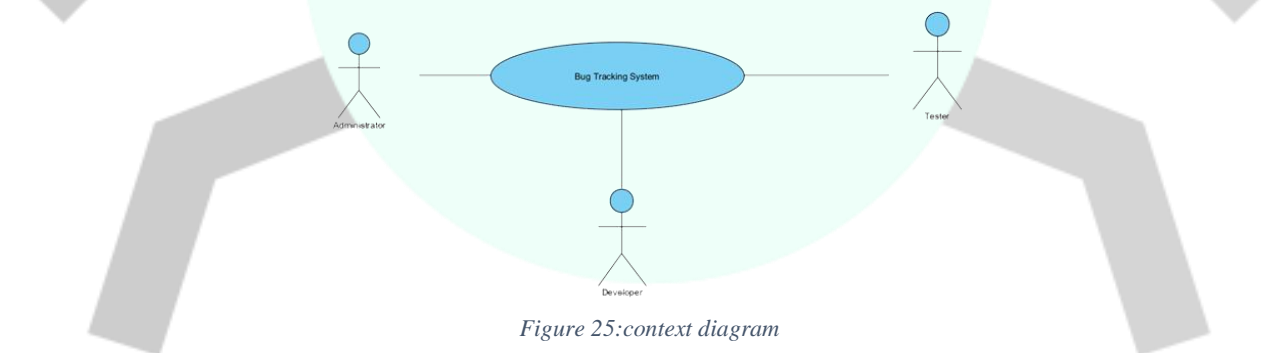 Bug Tracking System
Administrator
Tester
Developer
Figure 25:context diagram